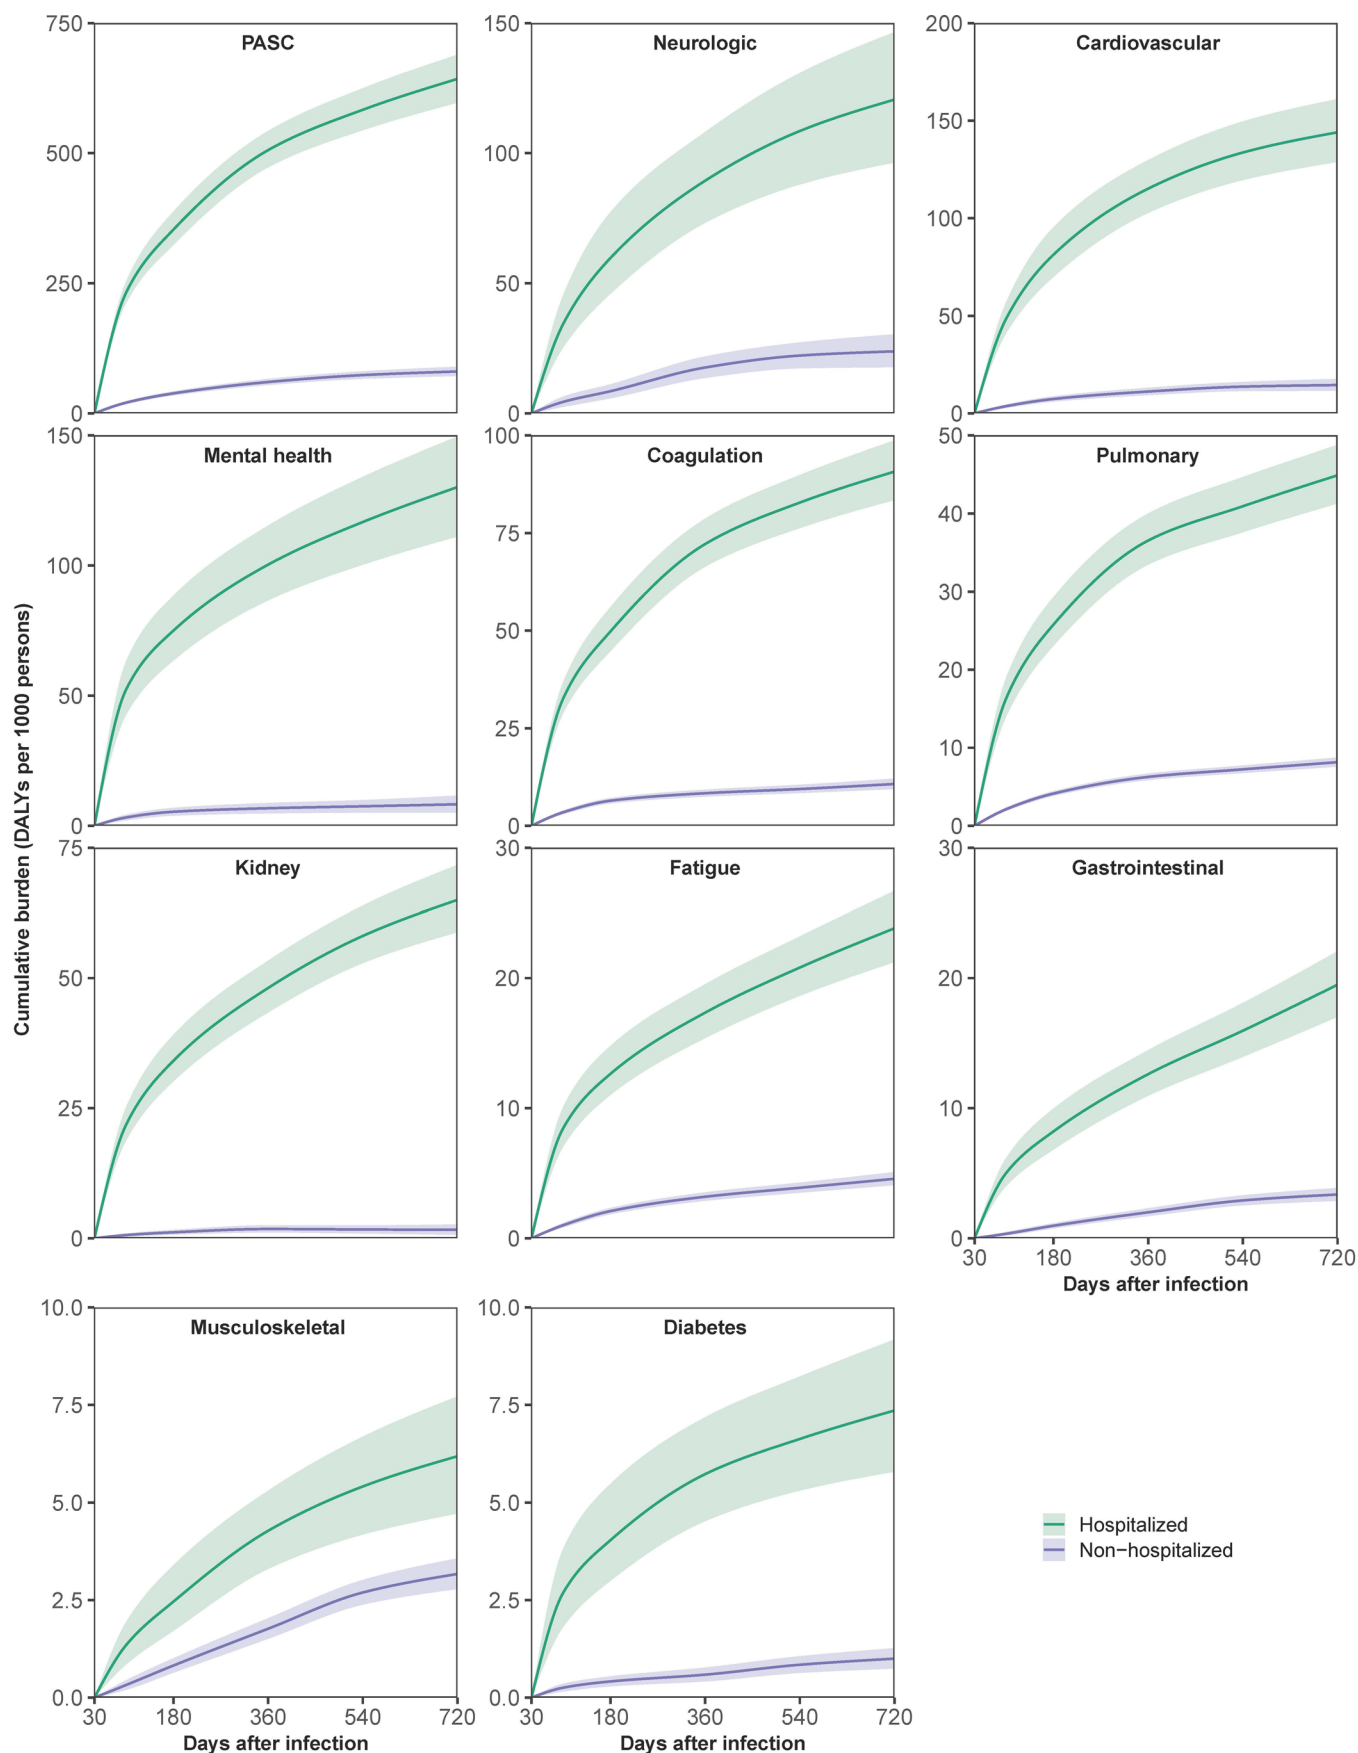 Cumulative burden (DALYs per 1000 persons)
PASC
750
500
250
0
Neurologic
150
100
50
0
Cardiovascular
200
150
100
50
0
Mental health
150
100
50
0
Coagulation
100
75
50
25
0
Pulmonary
50
40
30
20
10
0
Kidney
75
50
25
0
Fatigue
30
20
10
0
Gastrointestinal
30
20
10
0
30 180 360 540 720
Days after infection
Musculoskeletal
10.0
7.5
5.0
2.5
0.0
30 180 360 540 720
Days after infection
Diabetes
10.0
7.5
5.0
2.5
0.0
30 180 360 540 720
Days after infection
Hospitalized
Non−hospitalized